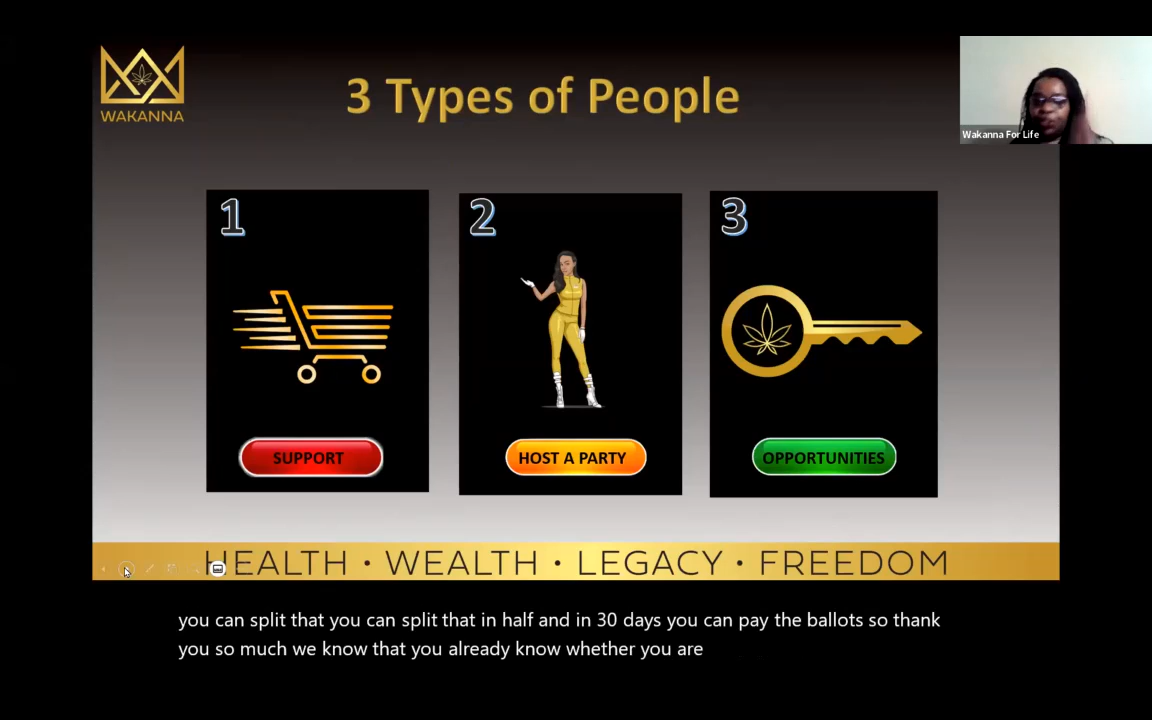 WAKANNA
3 Types of People
Wakanna For Life
1
2
3
SUPPORT
HOST A PARTY
OPPORTUNITIES
HEALTH • WEALTH • LEGACY • FREEDOM
you can split that you can split that in half and in 30 days you can pay the ballots so thank
you so much we know that you already know whether you are